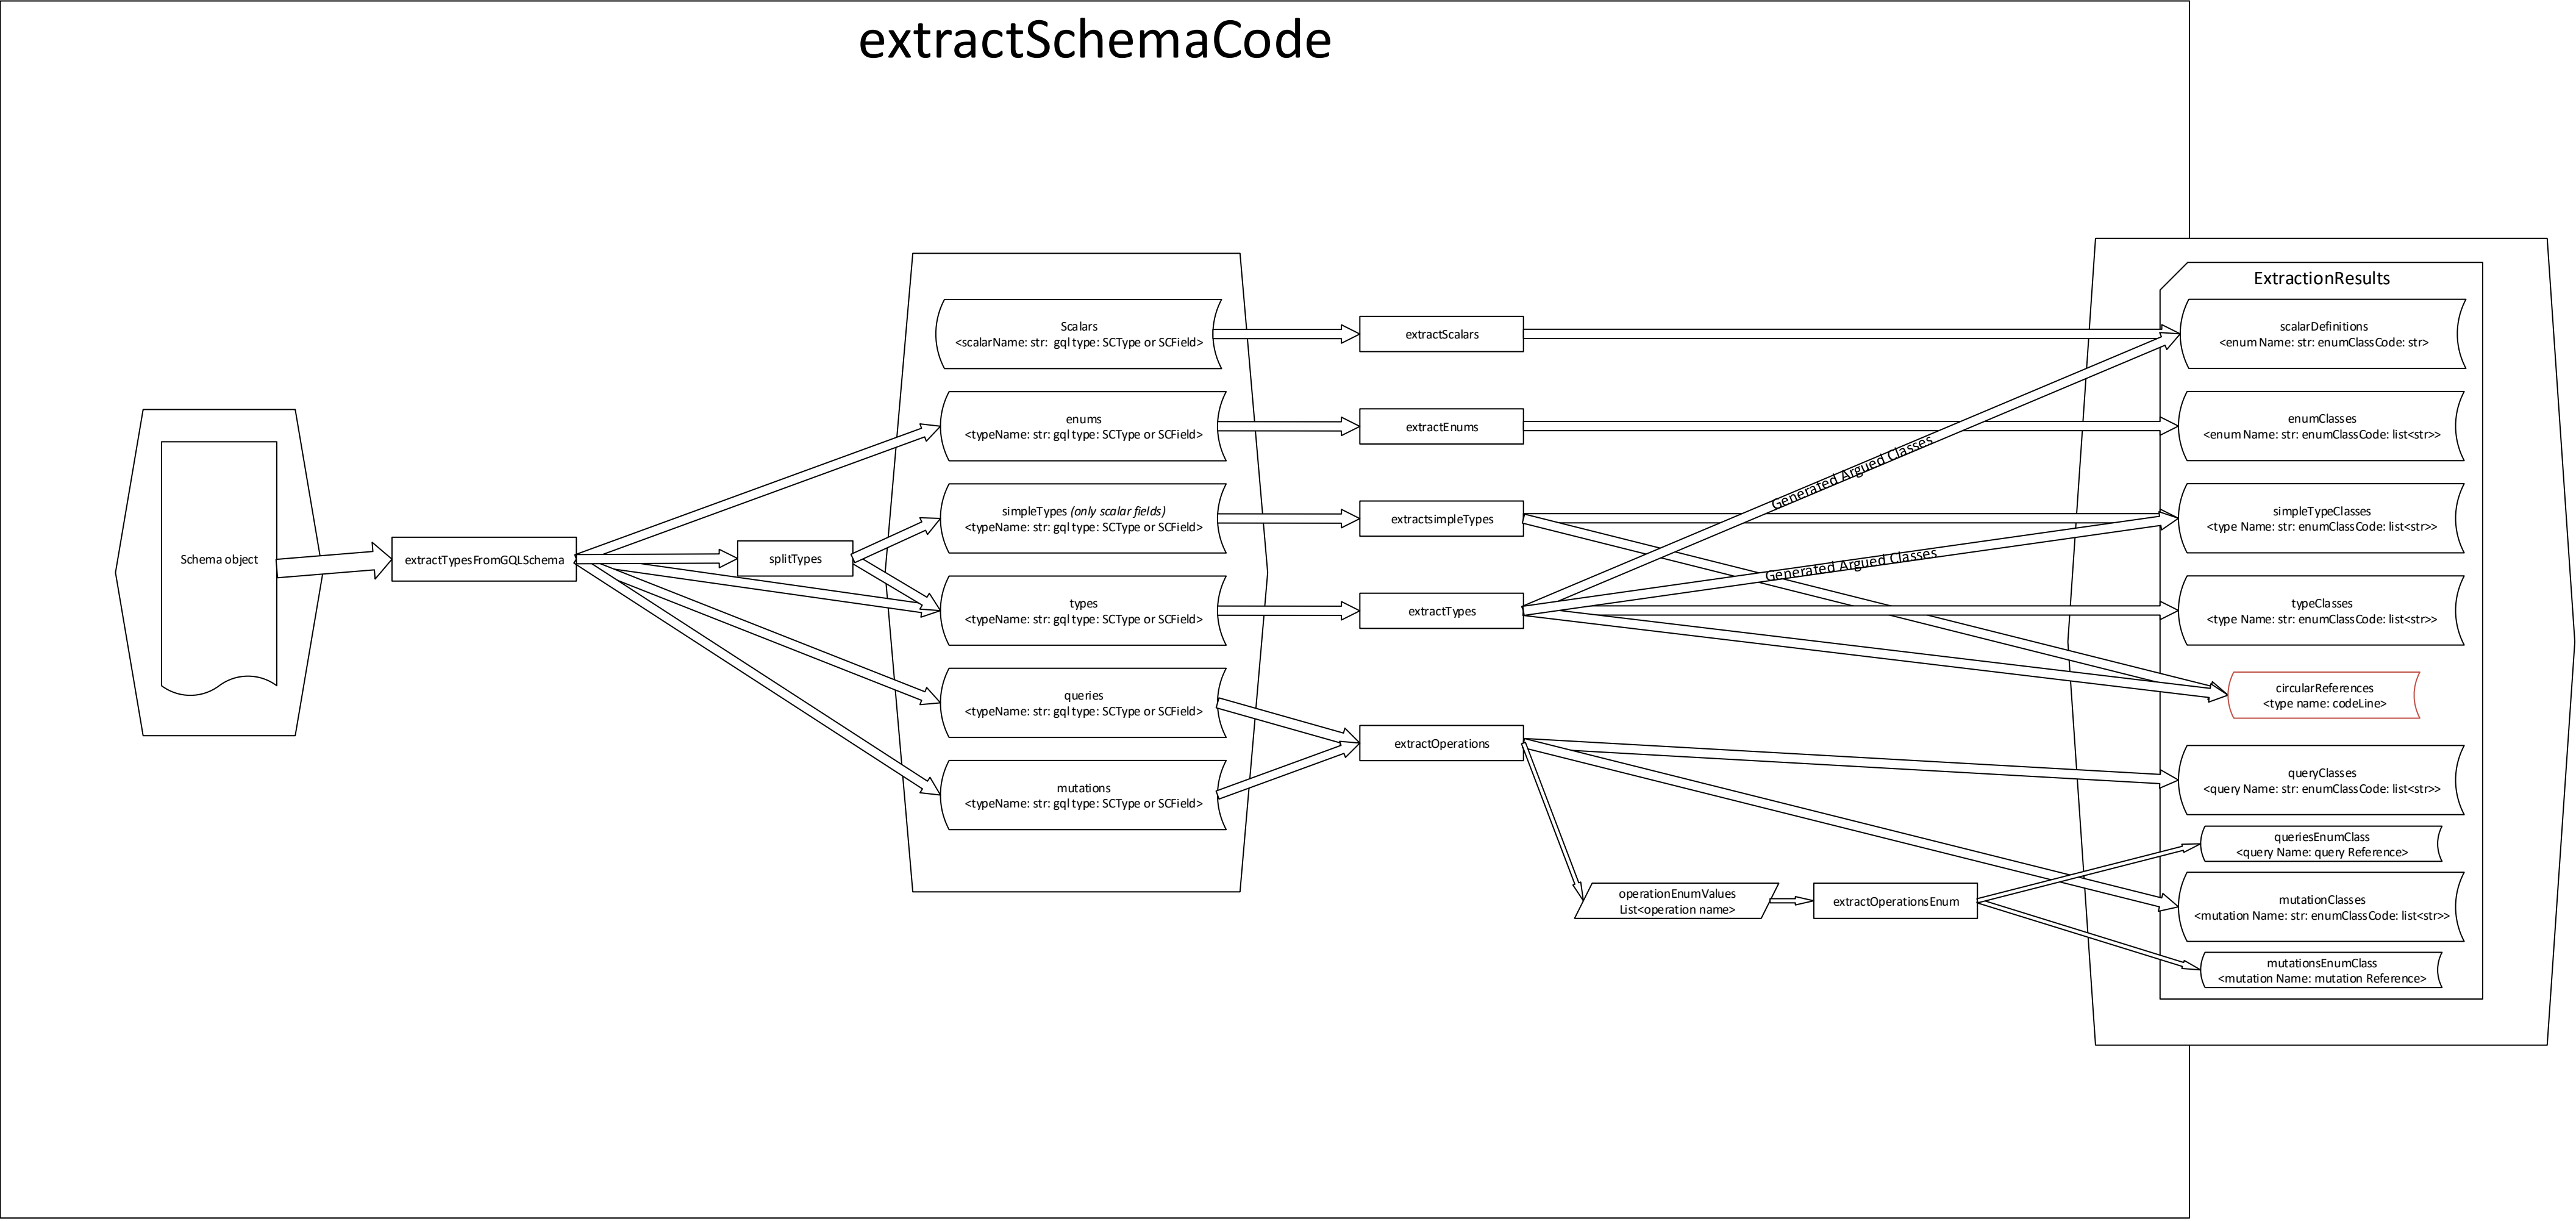 extractSchemaCode
Schema object
extractTypesFromGQLSchema
splitTypes
Scalars
<scalarName: str:  gql type: SCType or SCField>
enums
<typeName: str: gql type: SCType or SCField>
simpleTypes (only scalar fields)
<typeName: str: gql type: SCType or SCField>
types
<typeName: str: gql type: SCType or SCField>
queries
<typeName: str: gql type: SCType or SCField>
mutations
<typeName: str: gql type: SCType or SCField>
extractScalars
extractEnums
extractsimpleTypes
extractTypes
extractOperations
Generated Argued Classes
Generated Argued Classes
operationEnumValues
List<operation name>
extractOperationsEnum
ExtractionResults
scalarDefinitions
<enum Name: str: enumClassCode: str>
enumClasses
<enum Name: str: enumClassCode: list<str>>
simpleTypeClasses
<type Name: str: enumClassCode: list<str>>
typeClasses
<type Name: str: enumClassCode: list<str>>
circularReferences
<type name: codeLine>
queryClasses
<query Name: str: enumClassCode: list<str>>
queriesEnumClass
<query Name: query Reference>
mutationClasses
<mutation Name: str: enumClassCode: list<str>>
mutationsEnumClass
<mutation Name: mutation Reference>